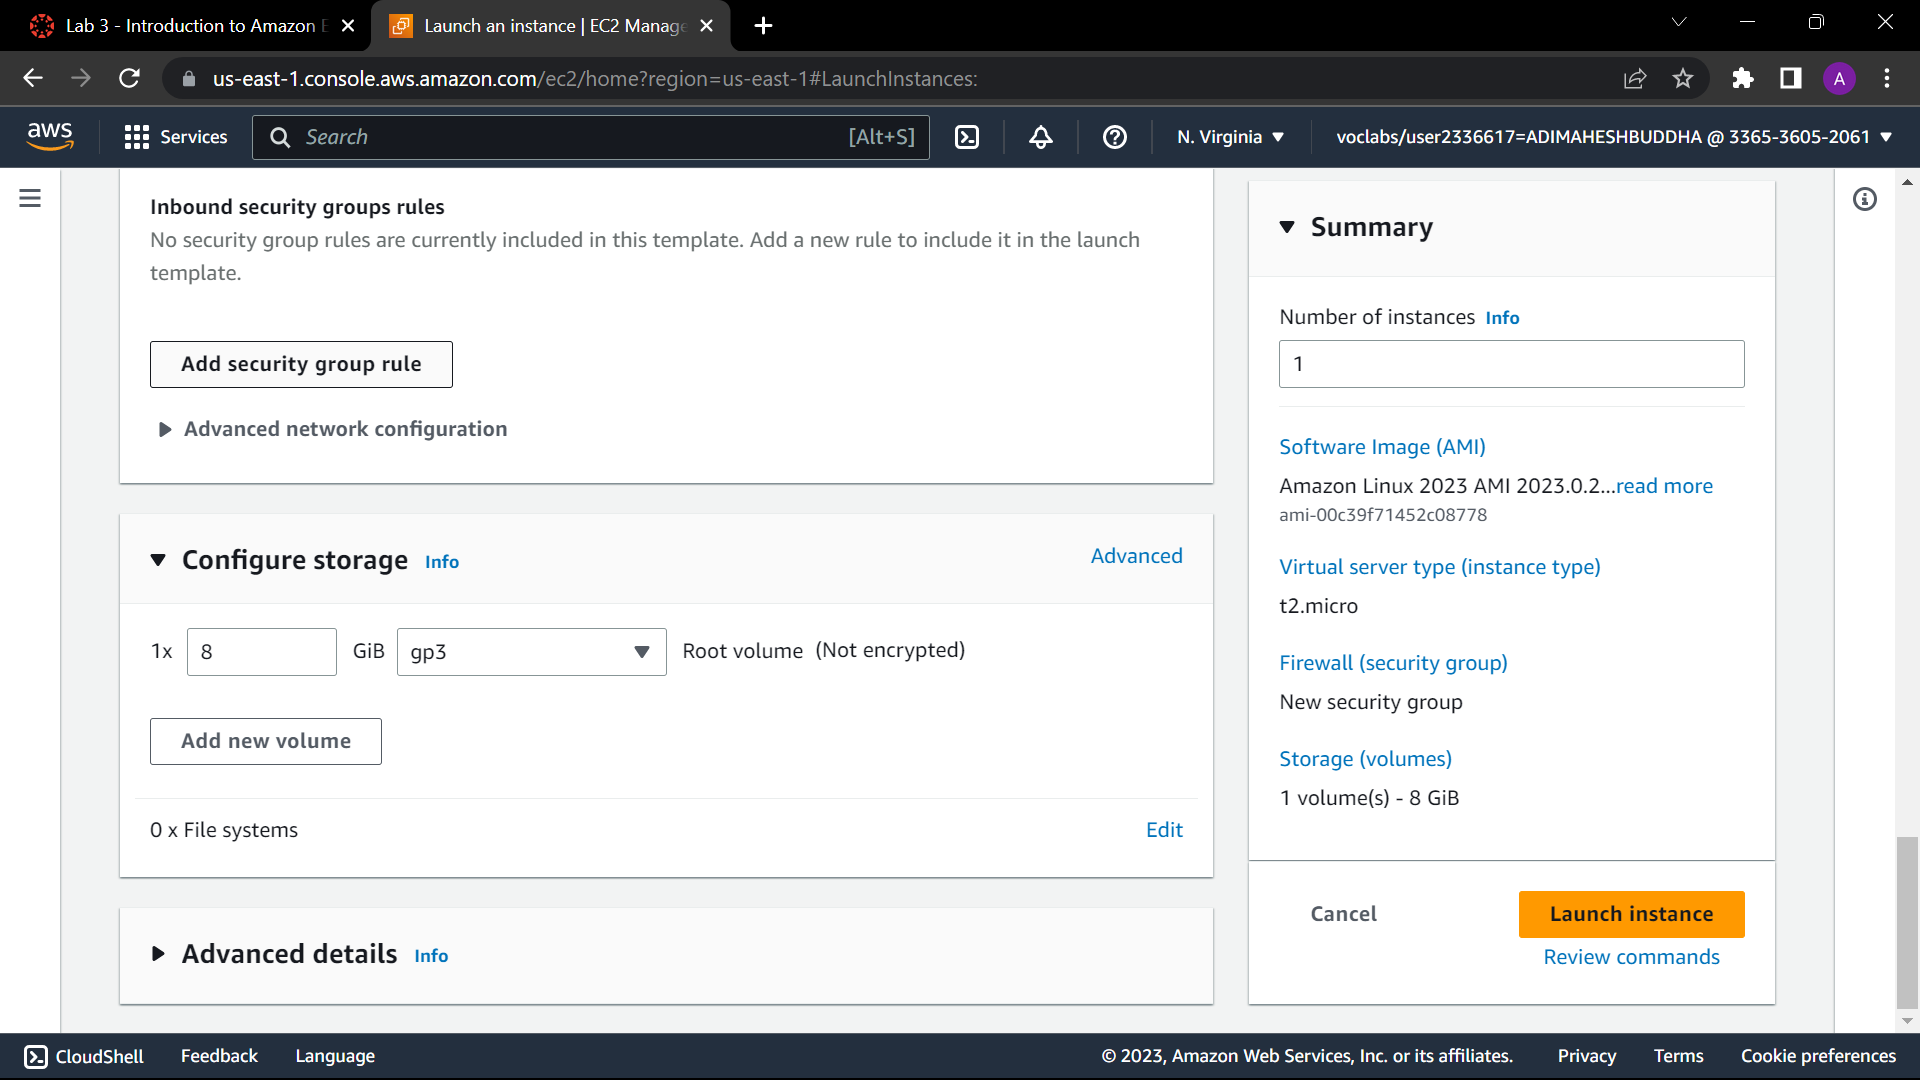 Lab 3 - Introduction to Amazon E
Launch an instance | EC2 Manage
us-east-1.console.aws.amazon.com/ec2/home?region=us-east-1#LaunchInstances:
A
aws
Services
Search
[Alt+S]
N. Virginia
voclabs/user2336617=ADIMAHESHBUDDHA @ 3365-3605-2061
Inbound security groups rules
No security group rules are currently included in this template. Add a new rule to include it in the launch
template.
Add security group rule
Advanced network configuration
Configure storage Info
Advanced
1x 8 GiB gp3 Root volume (Not encrypted)
Add new volume
0 x File systems
Edit
Advanced details Info
Summary
Number of instances Info
1
Software Image (AMI)
Amazon Linux 2023 AMI 2023.0.2...read more
ami-00c39f71452c08778
Virtual server type (instance type)
t2.micro
Firewall (security group)
New security group
Storage (volumes)
1 volume(s) - 8 GiB
Cancel
Launch instance
Review commands
CloudShell
Feedback
Language
© 2023, Amazon Web Services, Inc. or its affiliates.
Privacy
Terms
Cookie preferences